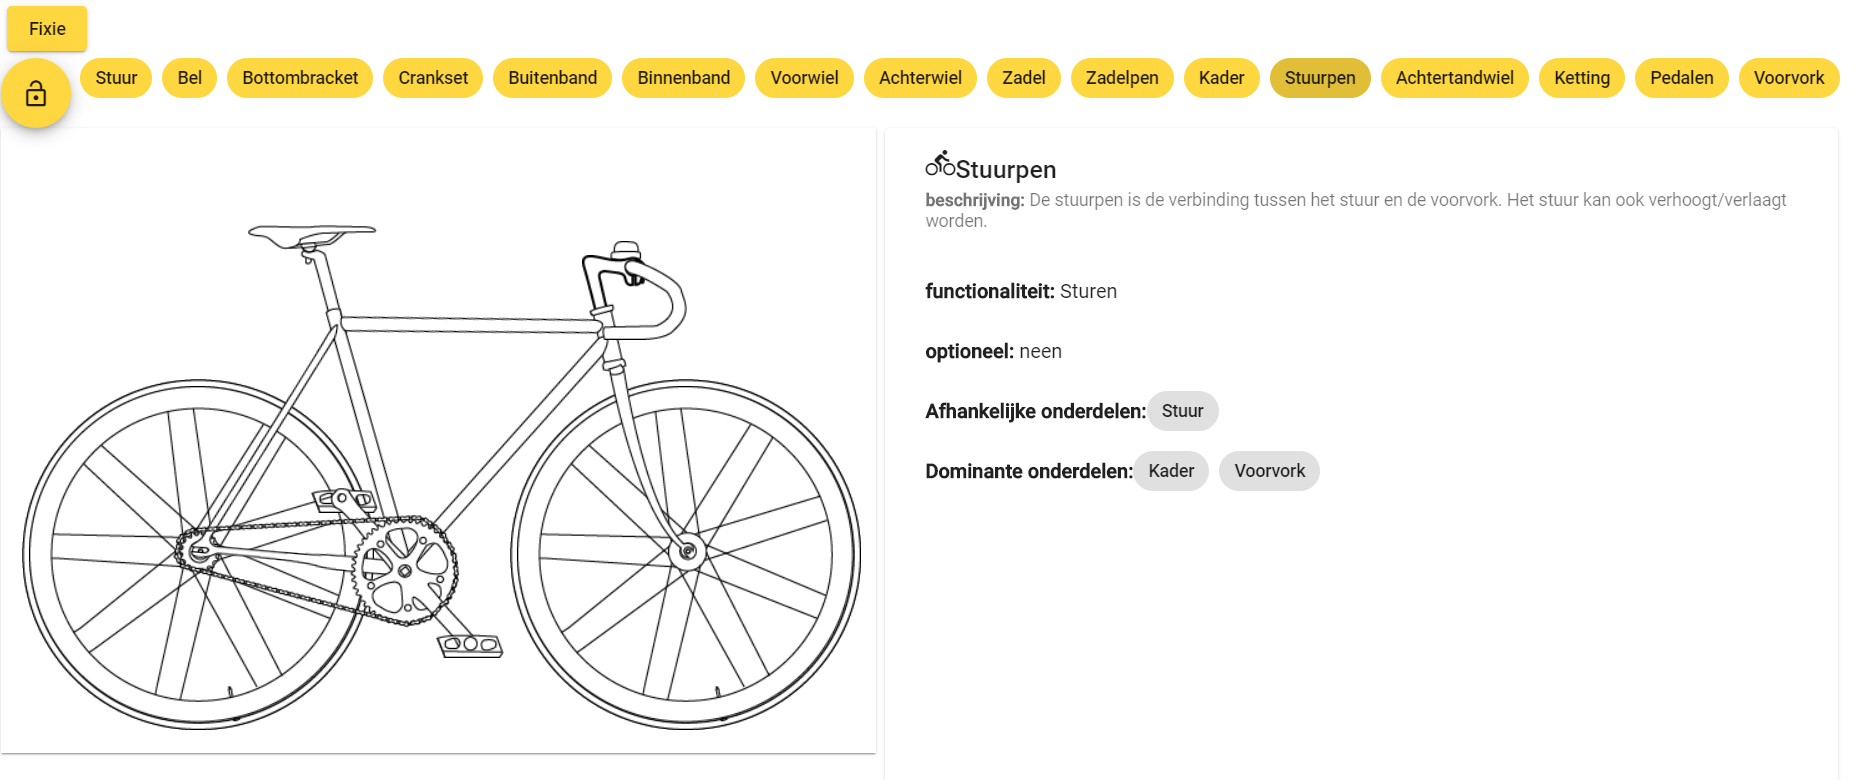 Fixie
Stuur Bel Bottombracket Crankset Buitenband Binnenband Voorwiel Achterwiel Zadel Zadelpen Kader Stuurpen Achtertandwiel Ketting Pedalen Voorvork
Stuurpen
beschrijving: De stuurpen is de verbinding tussen het stuur en de voorvork. Het stuur kan ook verhoogt/verlaagt
worden.
functionaliteit: Sturen
optioneel: neen
Afhankelijke onderdelen: Stuur
Dominante onderdelen: Kader Voorvork